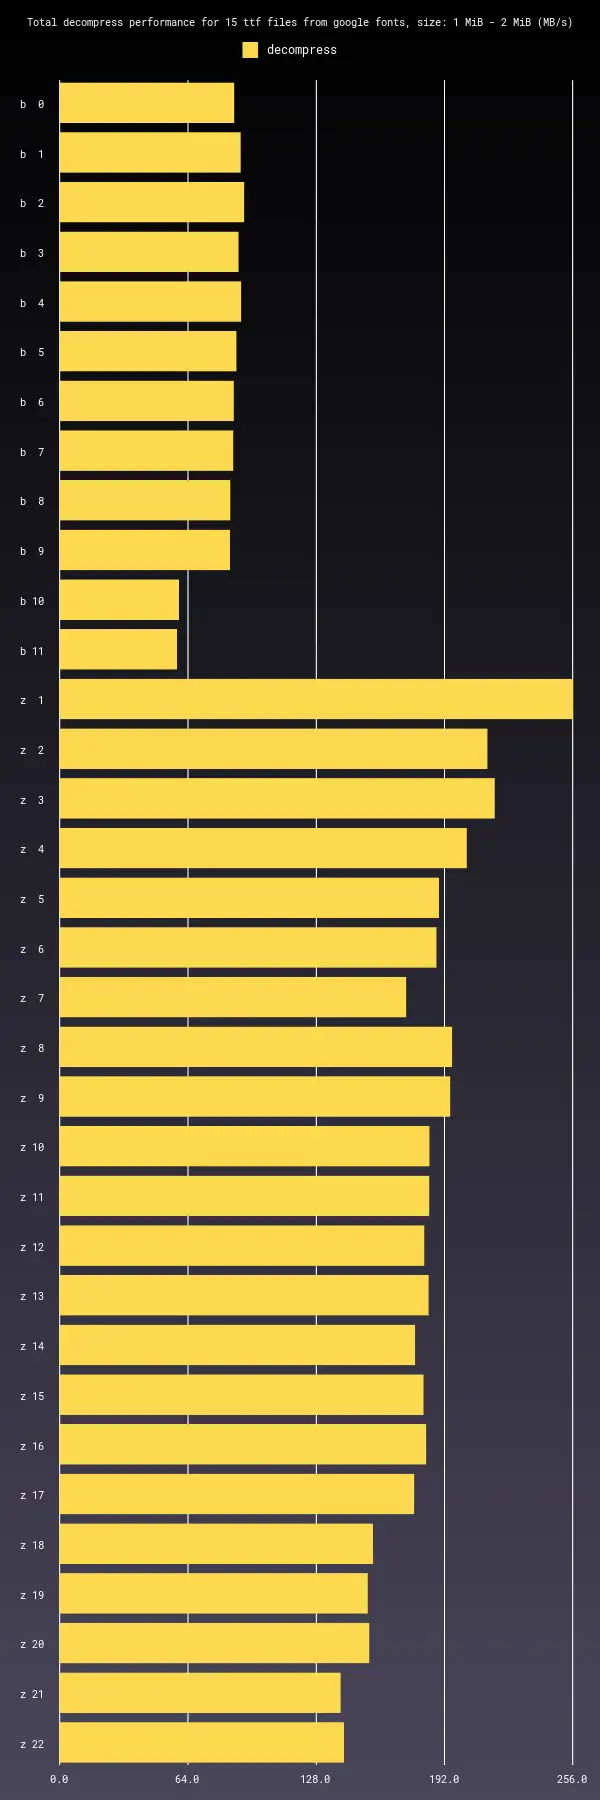 Total decompress performance for 15 ttf files from google fonts, size: 1 MiB - 2 MiB (MB/s)
decompress
b 0
b 1
b 2
b 3
b 4
b 5
b 6
b 7
b 8
b 9
b 10
b 11
z 1
z 2
z 3
z 4
z 5
z 6
z 7
z 8
z 9
z 10
z 11
z 12
z 13
z 14
z 15
z 16
z 17
z 18
z 19
z 20
z 21
z 22
0.0 64.0 128.0 192.0 256.0